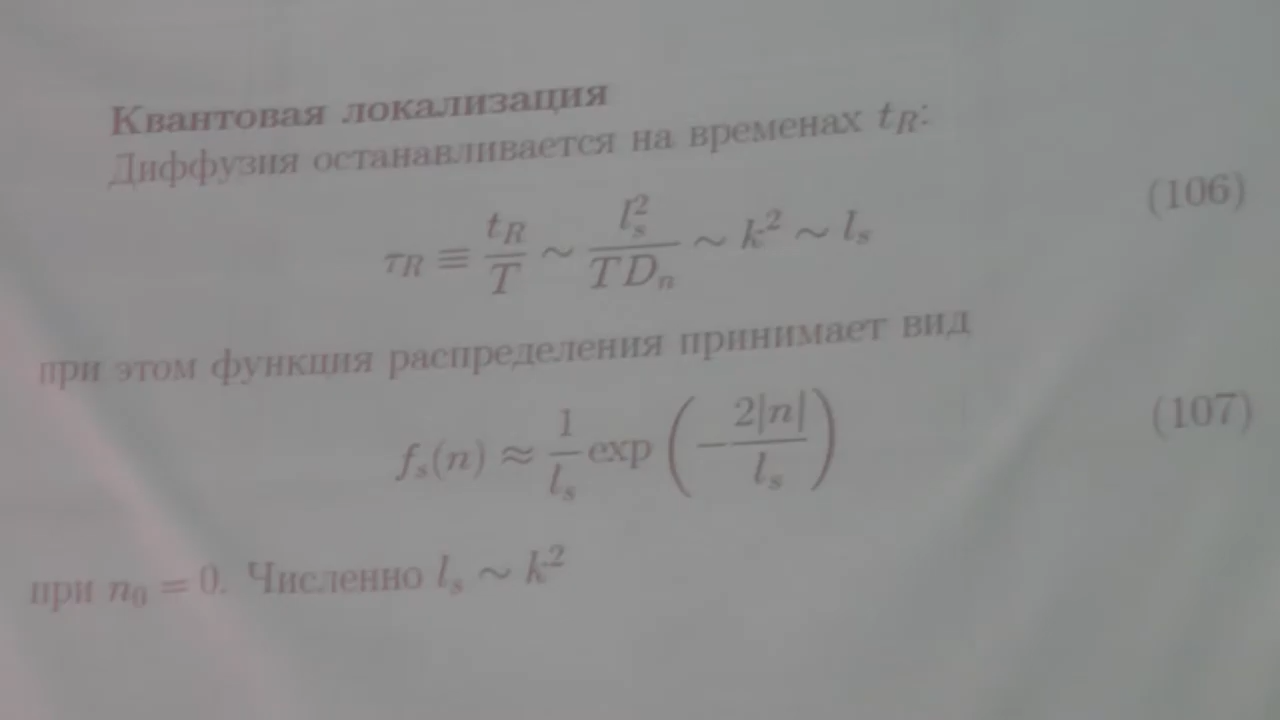 Квантовая локализация
Диффузия останавливается на временах t_R:
τ_R ≡ t_R/T ∼ l_s^2/(T D_n) ∼ k^2 ∼ l_s (106)
при этом функция распределения принимает вид
f_s(n) ≈ 1/l_s exp(−2|n|/l_s) (107)
при n_0 = 0. Численно l_s ∼ k^2